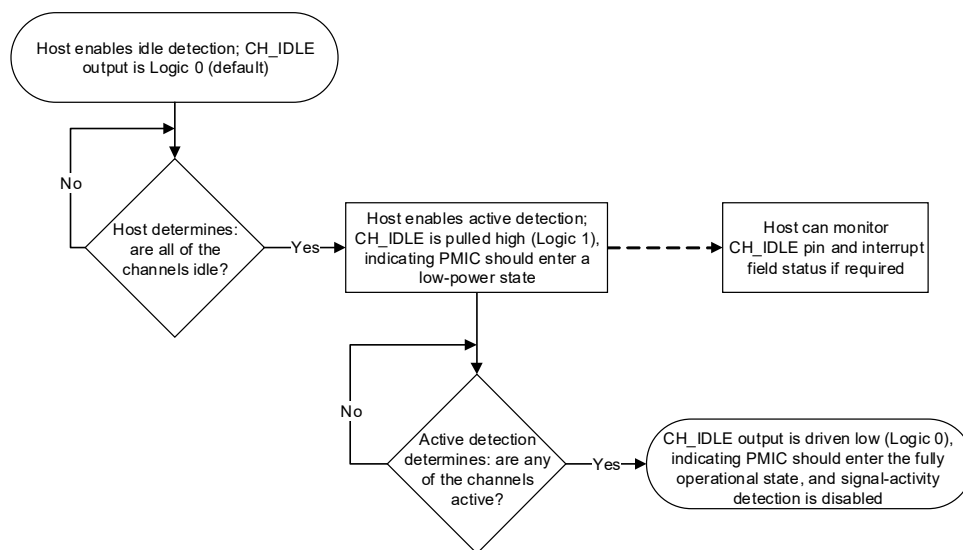 Host enables idle detection; CH_IDLE
output is Logic 0 (default)
No
Host determines:
are all of the
channels idle?
Yes
Host enables active detection;
CH_IDLE is pulled high (Logic 1),
indicating PMIC should enter a
low-power state
Host can monitor
CH_IDLE pin and interrupt
field status if required
No
Active detection
determines: are any
of the channels
active?
Yes
CH_IDLE output is driven low (Logic 0),
indicating PMIC should enter the fully
operational state, and signal-activity
detection is disabled